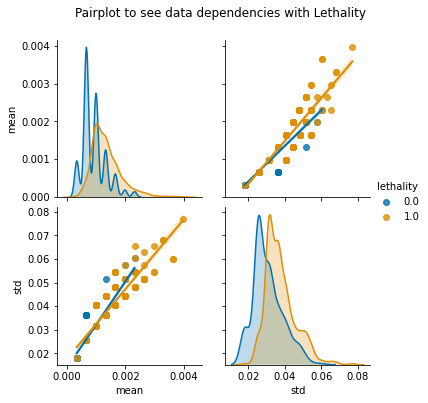 Pairplot to see data dependencies with Lethality
0.004
0.003
0.002
0.001
0.000
mean
lethality
0.0
1.0
0.08
0.07
0.06
0.05
0.04
0.03
0.02
std
0.000 0.002 0.004
mean
0.02 0.04 0.06 0.08
std